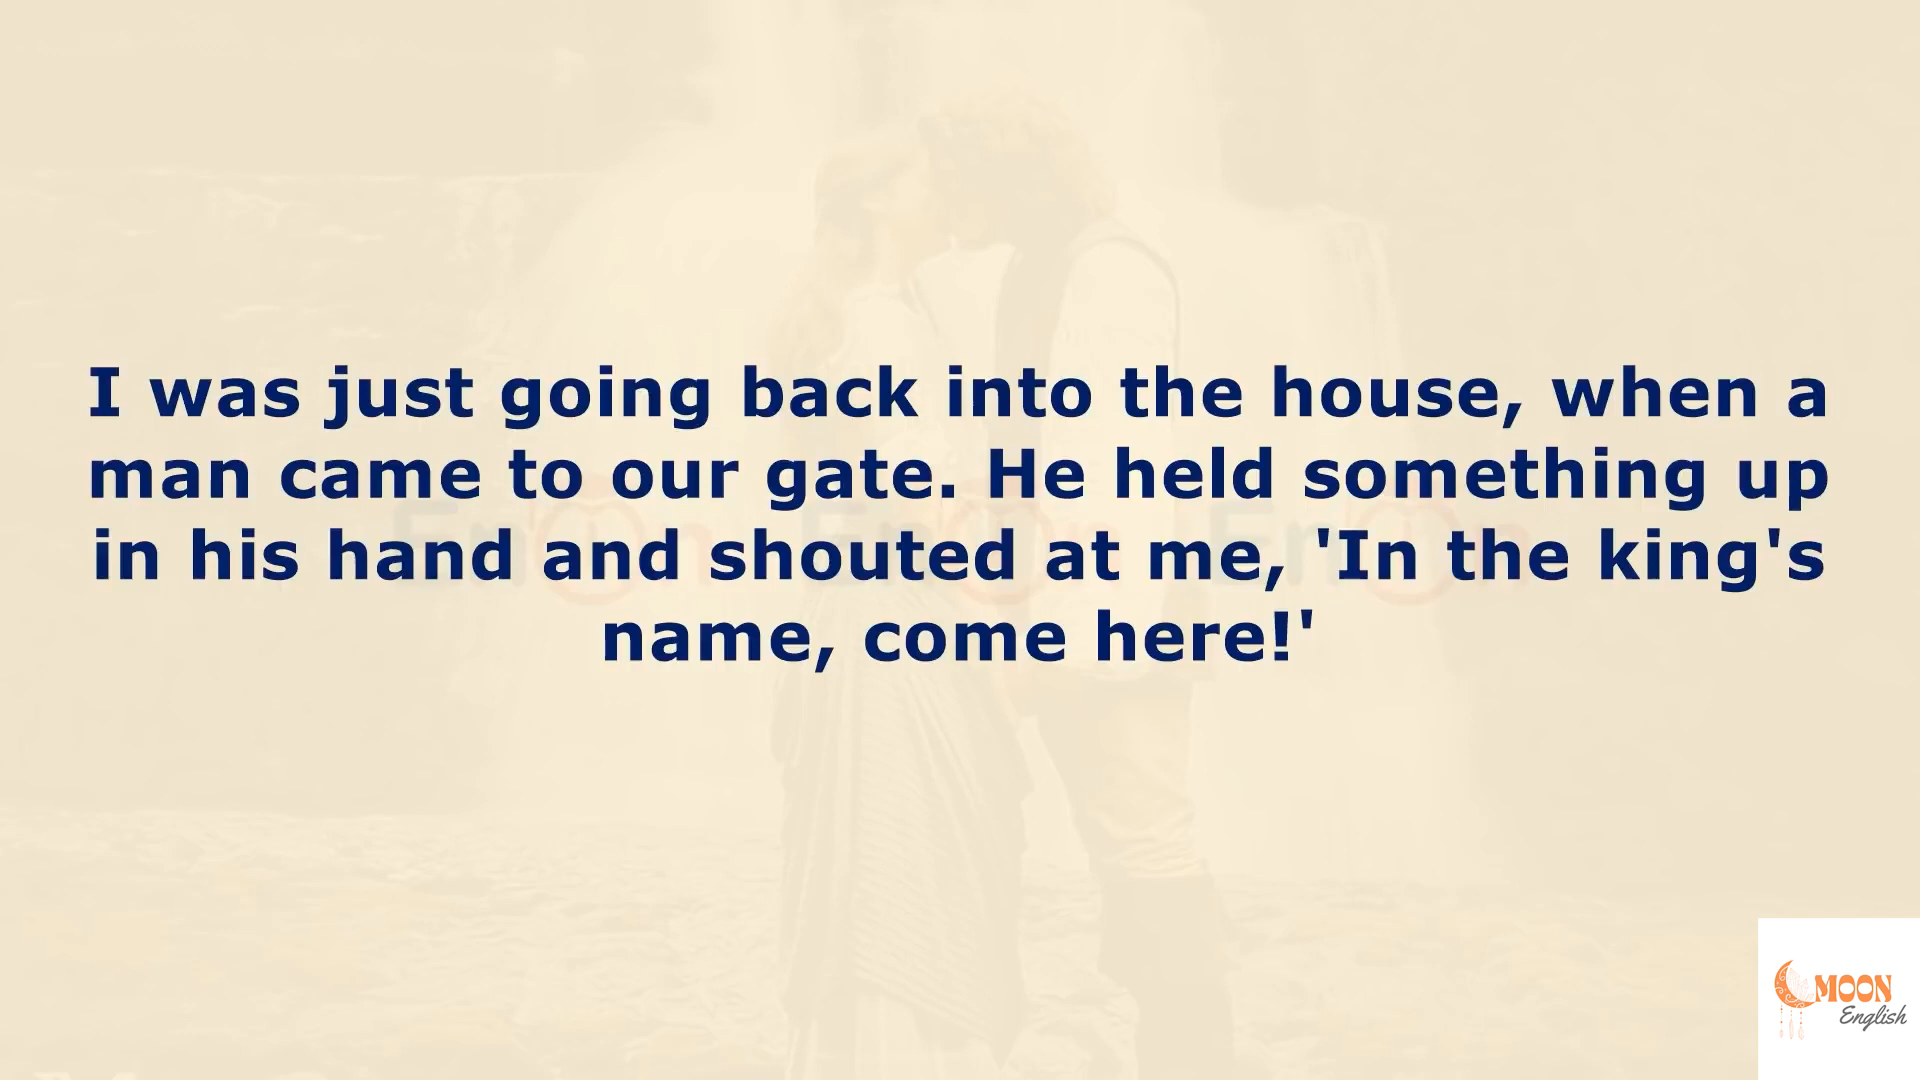 I was just going back into the house, when a
man came to our gate. He held something up
in his hand and shouted at me, 'In the king's
name, come here!'
MOON
English